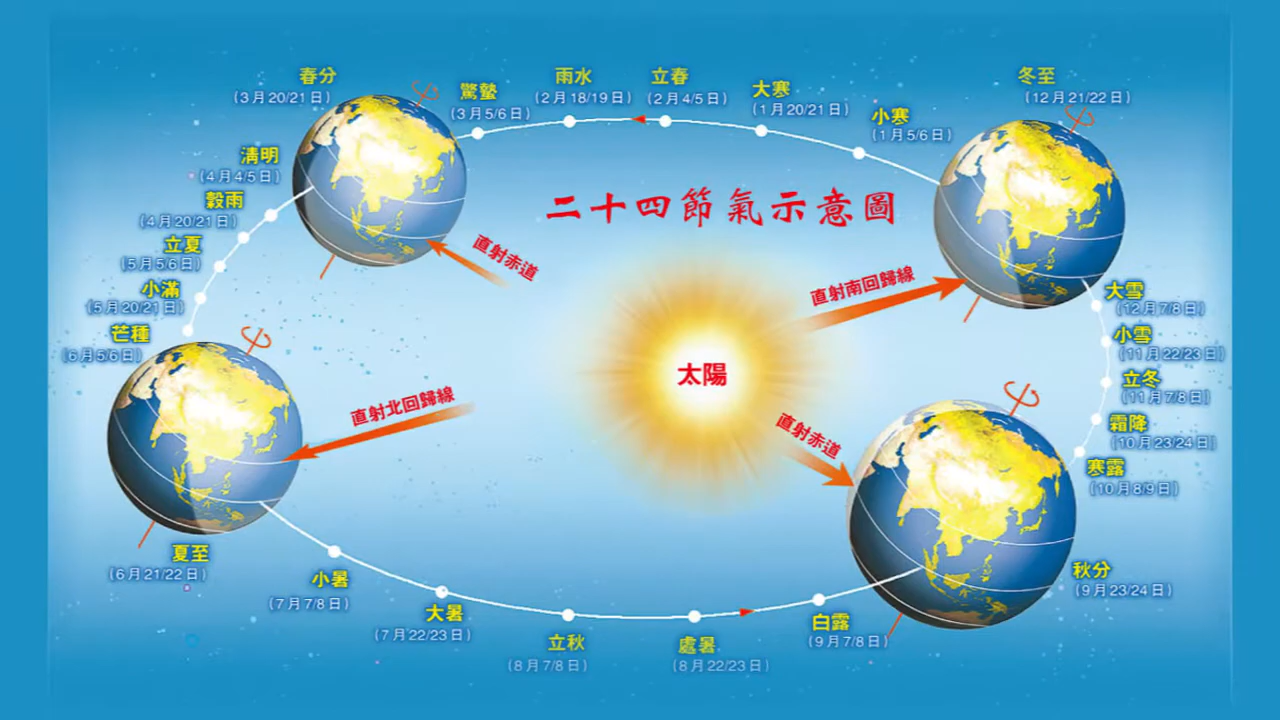 二十四節氣示意圖
春分
(3月20/21日)
驚蟄
(3月5/6日)
雨水
(2月18/19日)
立春
(2月4/5日)
大寒
(1月20/21日)
小寒
(1月5/6日)
冬至
(12月21/22日)
清明
(4月4/5日)
穀雨
(4月20/21日)
立夏
(5月5/6日)
小滿
(5月20/21日)
芒種
(6月5/6日)
直射赤道
直射南回歸線
太陽
直射北回歸線
直射赤道
大雪
(12月7/8日)
小雪
(11月22/23日)
立冬
(11月7/8日)
霜降
(10月23/24日)
寒露
(10月8/9日)
夏至
(6月21/22日)
小暑
(7月7/8日)
大暑
(7月22/23日)
立秋
(8月7/8日)
處暑
(8月22/23日)
白露
(9月7/8日)
秋分
(9月23/24日)